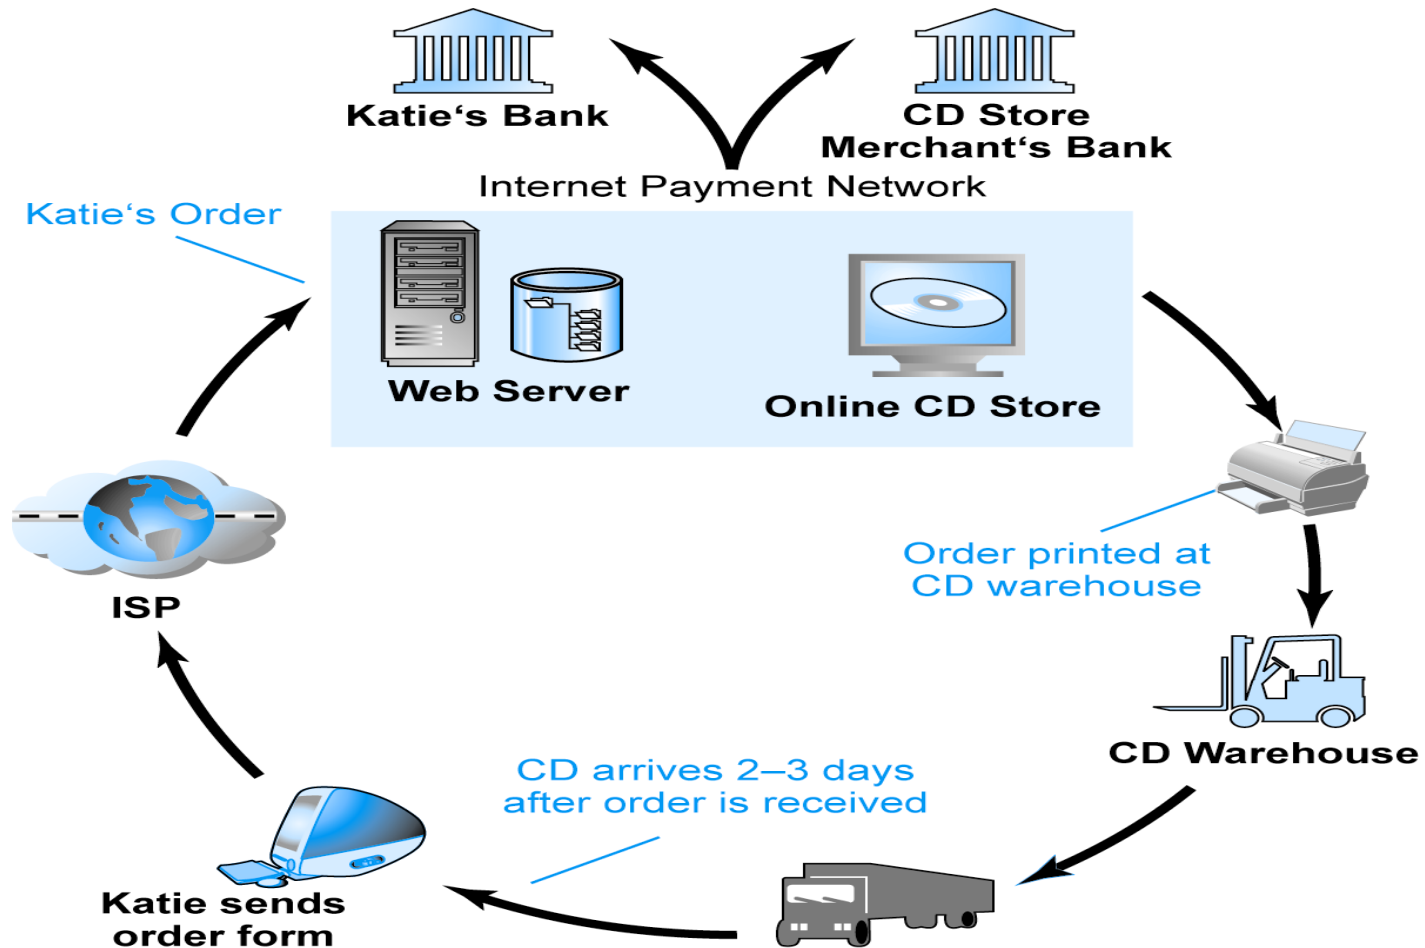 Katie‘s Bank
CD Store
Merchant‘s Bank
Internet Payment Network
Katie‘s Order
Web Server
Online CD Store
Order printed at
CD warehouse
ISP
CD Warehouse
CD arrives 2–3 days
after order is received
Katie sends
order form